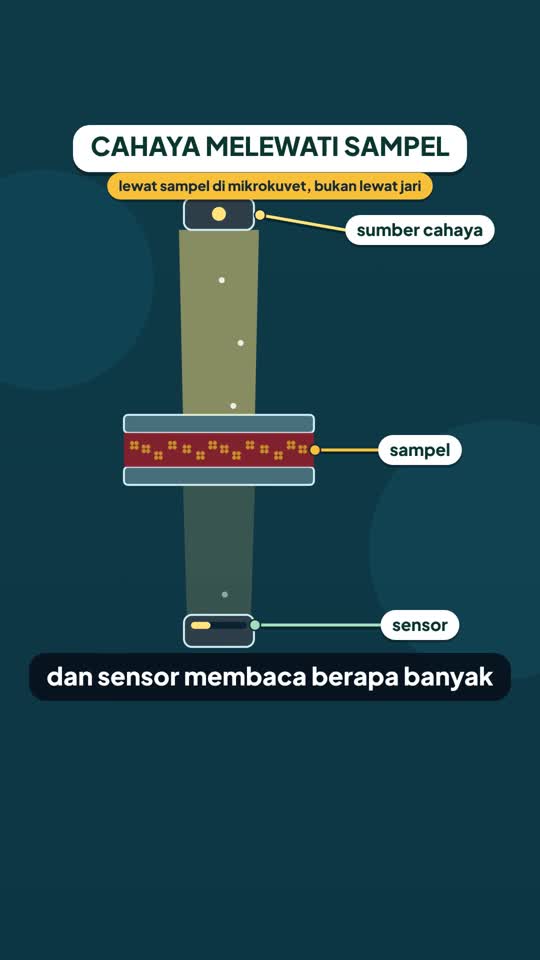 CAHAYA MELEWATI SAMPEL
lewat sampel di mikrokuvet, bukan lewat jari
sumber cahaya
sampel
sensor
dan sensor membaca berapa banyak